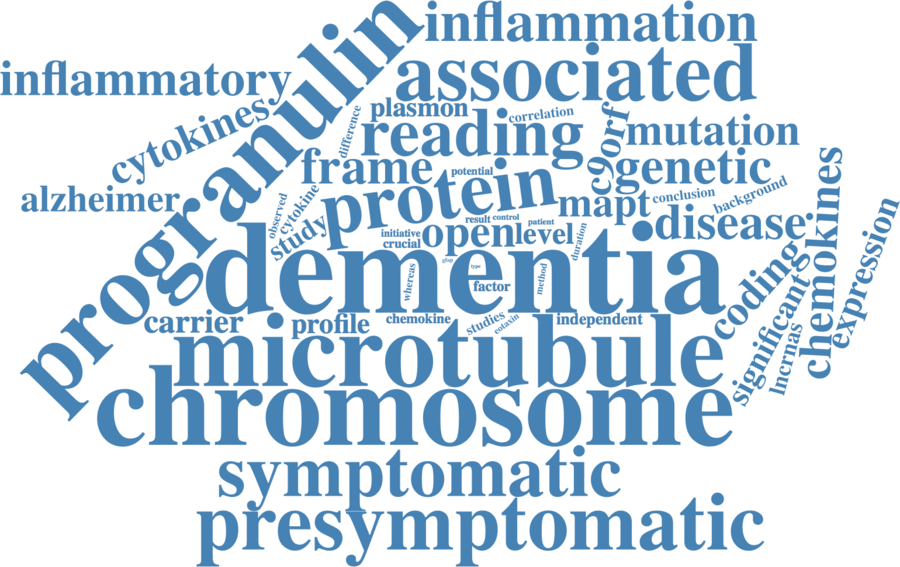 inflammation
progranulin
inflammatory
associated
cytokines
plasmon
correlation
difference
reading
c9orf
mutation
frame
potential
genetic
alzheimer
protein
mapt
conclusion
background
observed
cytokine
study
result
control
patient
initiative
crucial
open
level
duration
disease
chemokines
expression
dementia
gfap
type
whereas
factor
method
coding
significant
lncrnas
carrier
profile
chemokine
studies
eotaxin
independent
microtubule
chromosome
symptomatic
presymptomatic